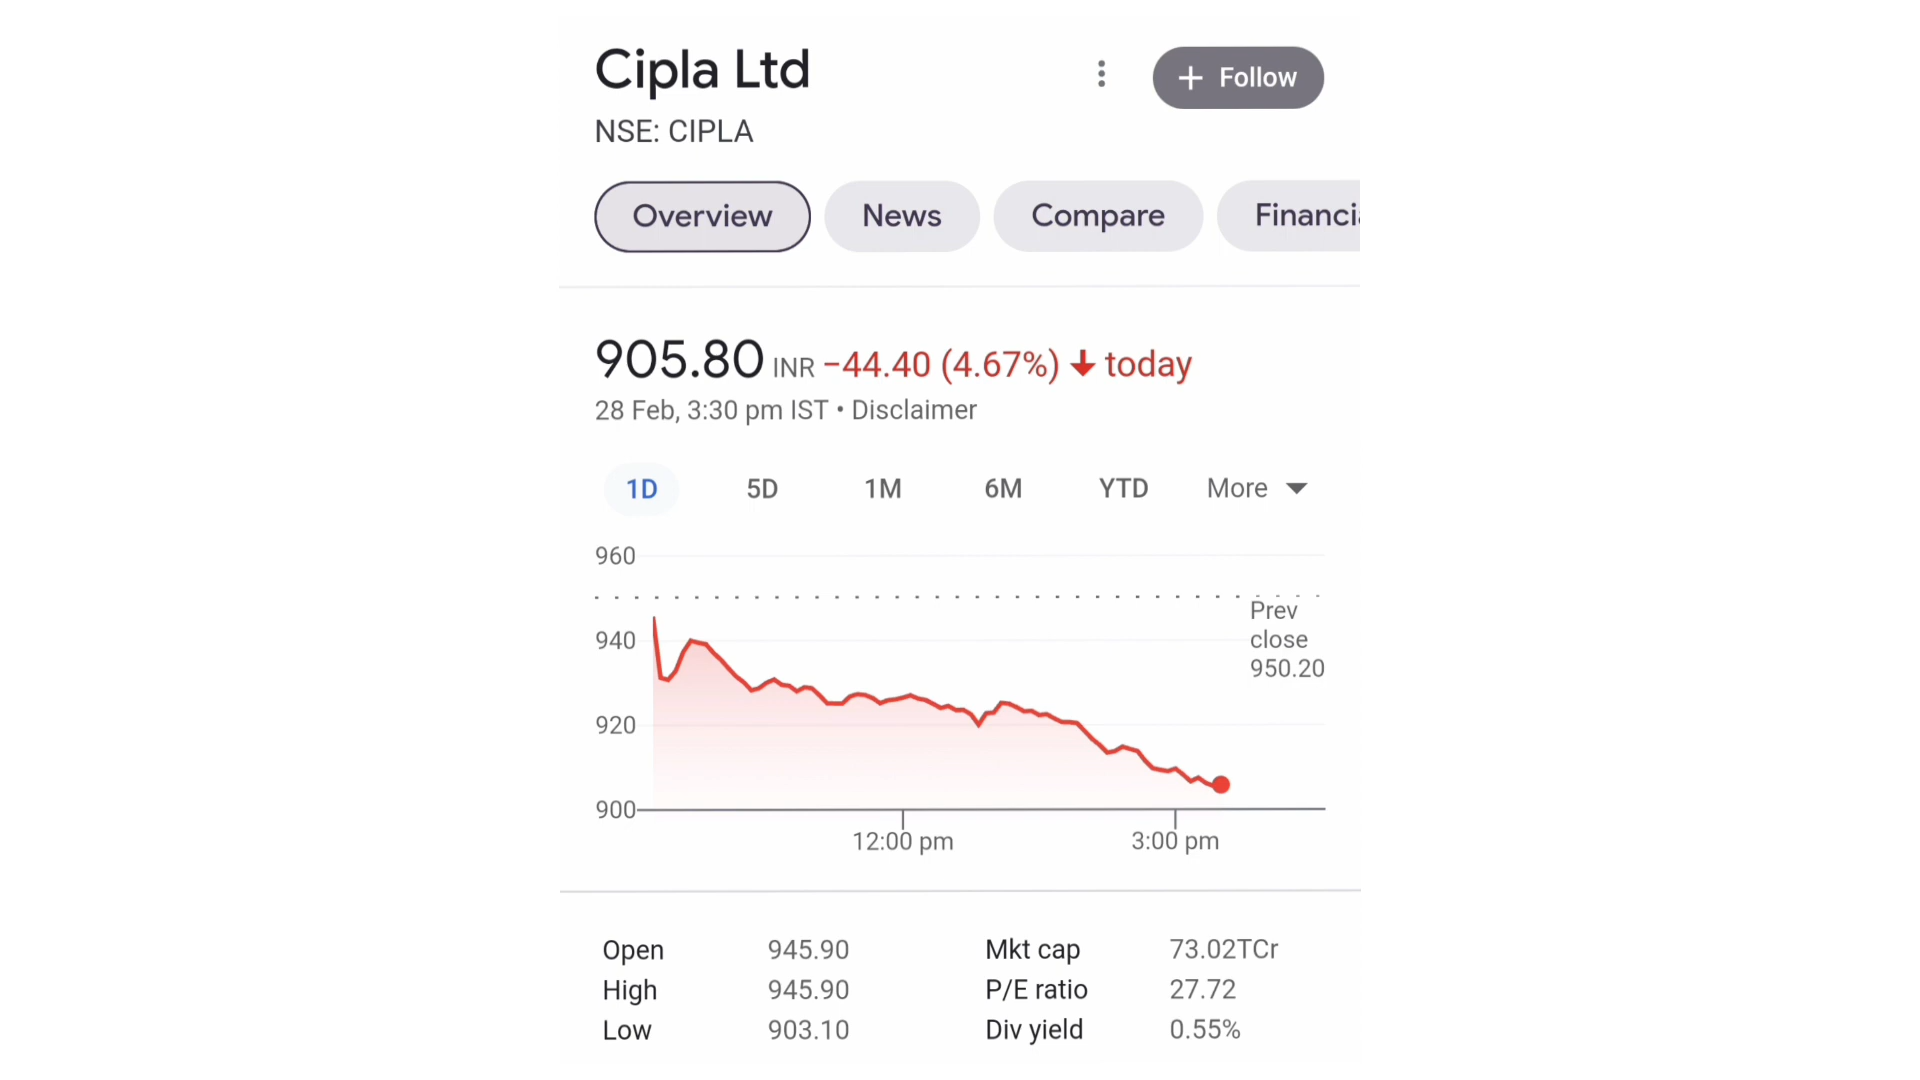 Cipla Ltd
+ Follow
NSE: CIPLA
Overview News Compare Financi
905.80 INR −44.40 (4.67%) ↓ today
28 Feb, 3:30 pm IST • Disclaimer
1D 5D 1M 6M YTD More
960
940
920
900
Prev
close
950.20
12:00 pm 3:00 pm
Open 945.90 Mkt cap 73.02TCr
High 945.90 P/E ratio 27.72
Low 903.10 Div yield 0.55%